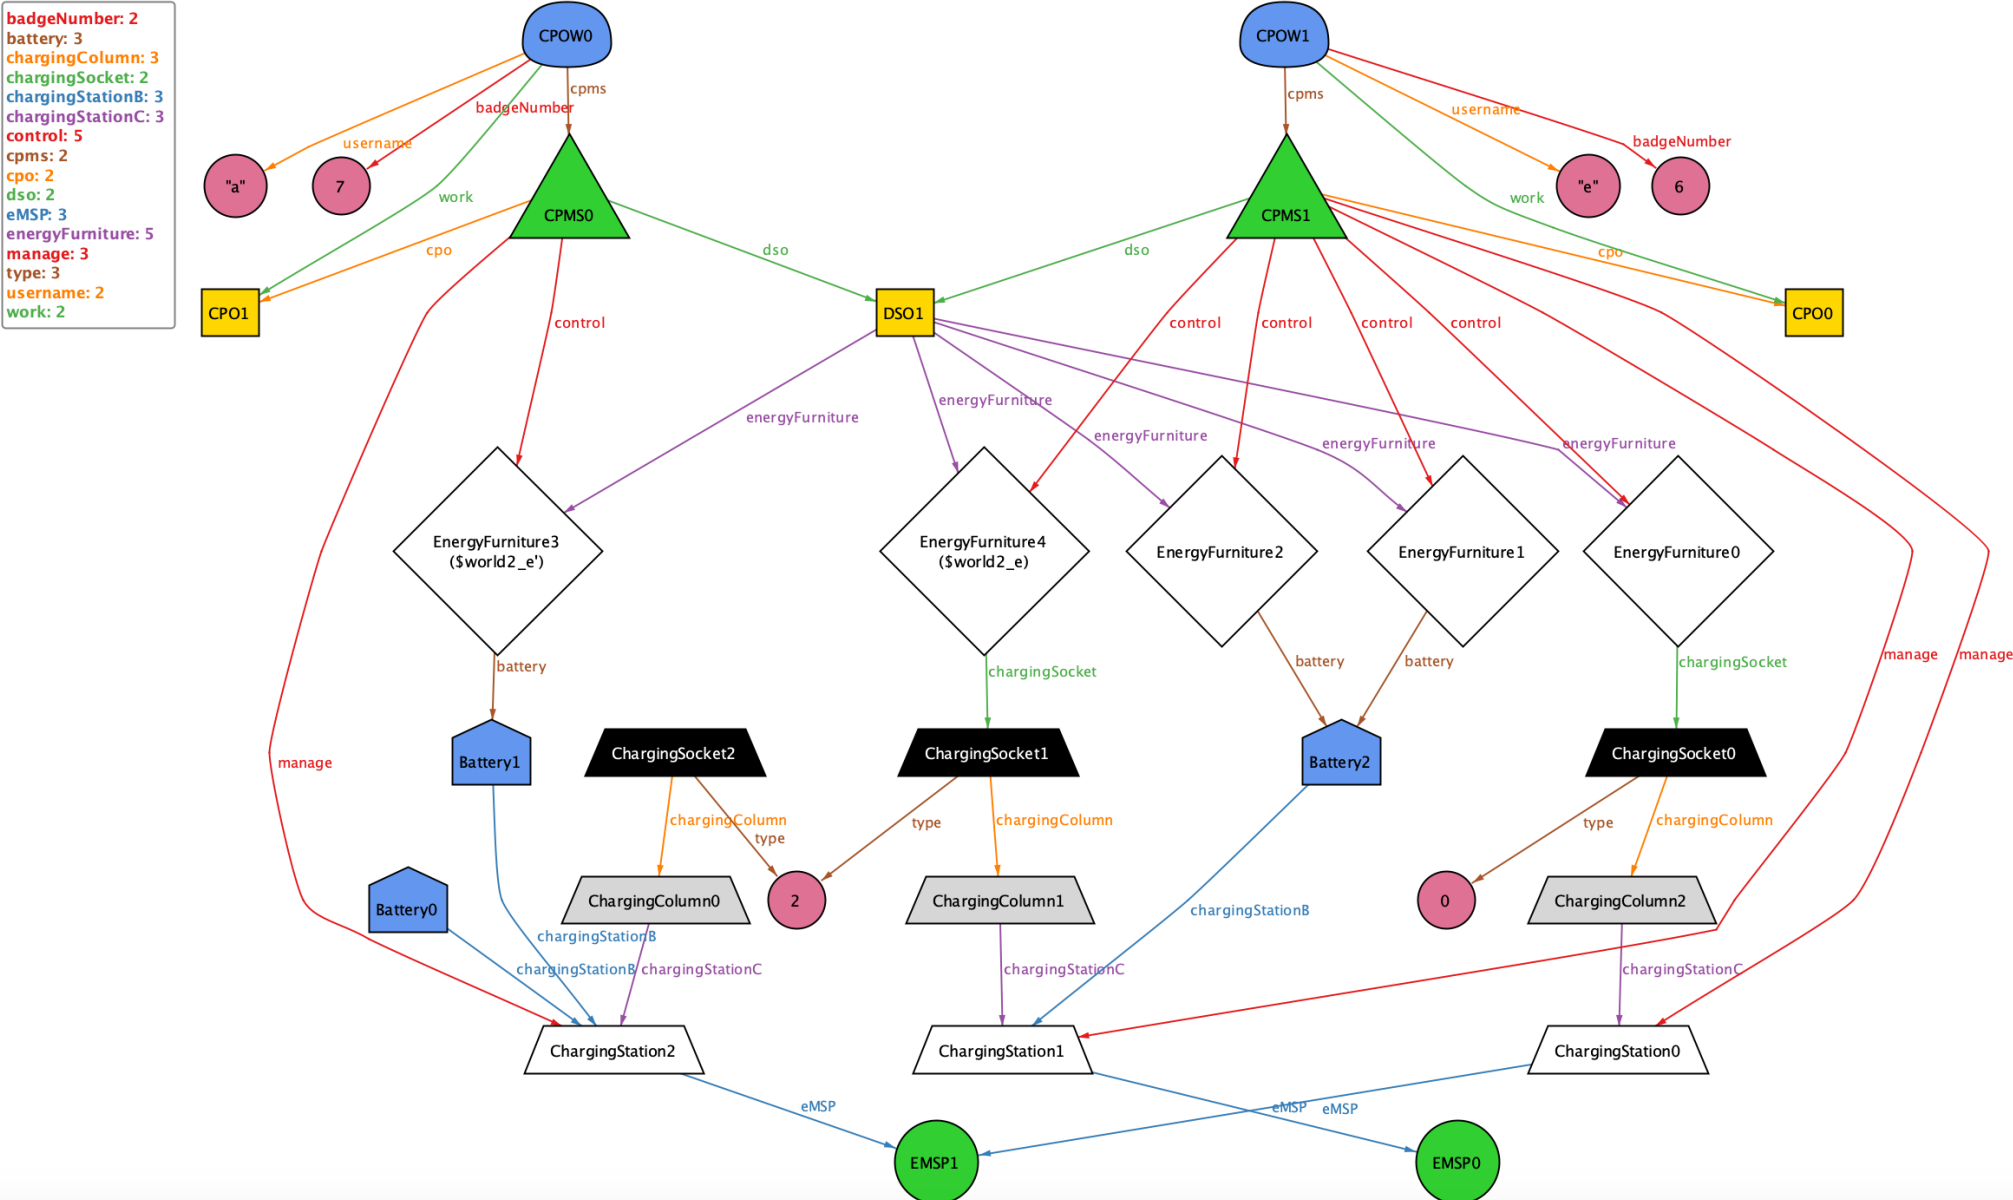 badgeNumber: 2
battery: 3
chargingColumn: 3
chargingSocket: 2
chargingStationB: 3
chargingStationC: 3
control: 5
cpms: 2
cpo: 2
dso: 2
eMSP: 3
energyFurniture: 5
manage: 3
type: 3
username: 2
work: 2
CPOW0
CPOW1
cpms
cpms
badgeNumber
username
username
badgeNumber
"a"
7
"e"
6
work
work
CPMS0
CPMS1
cpo
dso
dso
cpo
CPO1
DSO1
CPO0
control
control
control
control
control
energyFurniture
energyFurniture
energyFurniture
energyFurniture
energyFurniture
EnergyFurniture3
($world2_e')
EnergyFurniture4
($world2_e)
EnergyFurniture2
EnergyFurniture1
EnergyFurniture0
battery
chargingSocket
battery
battery
chargingSocket
manage
manage
manage
Battery1
ChargingSocket2
ChargingSocket1
Battery2
ChargingSocket0
chargingColumn
type
type
chargingColumn
type
chargingColumn
Battery0
ChargingColumn0
2
ChargingColumn1
chargingStationB
0
ChargingColumn2
chargingStationB
chargingStationB
chargingStationC
chargingStationC
chargingStationC
ChargingStation2
ChargingStation1
ChargingStation0
eMSP
eMSP
eMSP
EMSP1
EMSP0